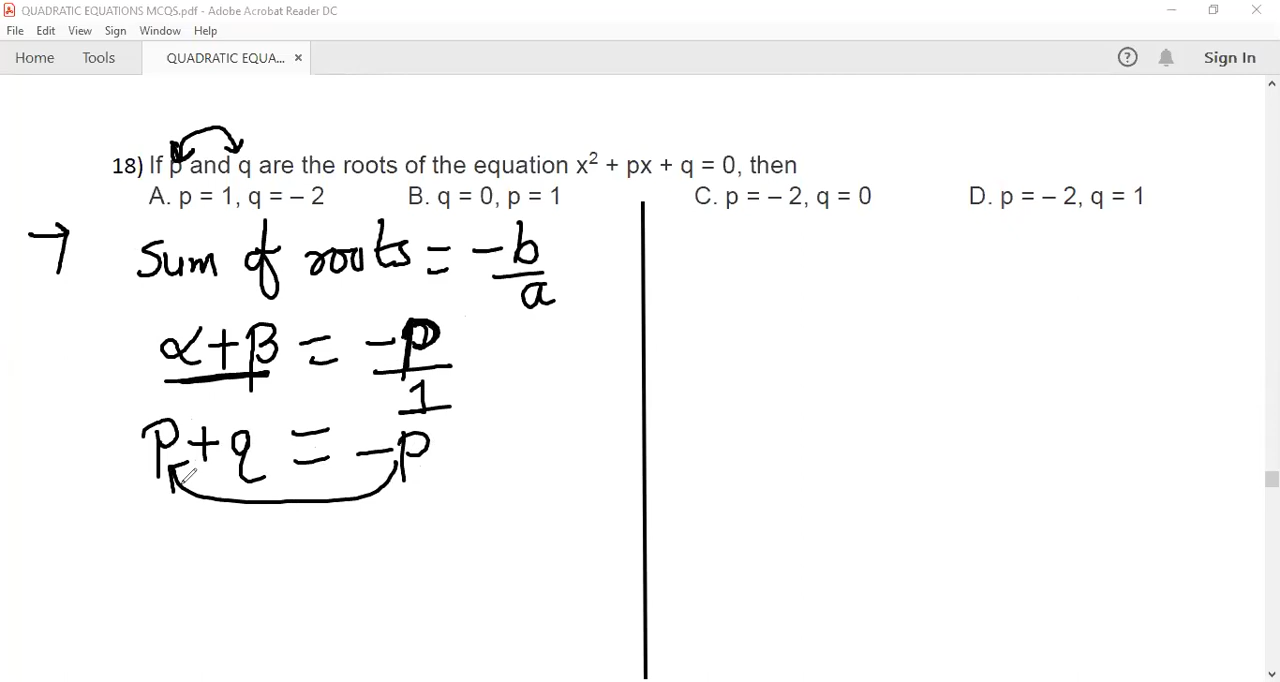 QUADRATIC EQUATIONS MCQS.pdf - Adobe Acrobat Reader DC
File Edit View Sign Window Help
Home Tools QUADRATIC EQUA... × Sign In
18) If p and q are the roots of the equation x² + px + q = 0, then
A. p = 1, q = – 2 B. q = 0, p = 1 C. p = – 2, q = 0 D. p = – 2, q = 1
→ Sum of roots = -b/a
α+β = -p/1
p+q = -p